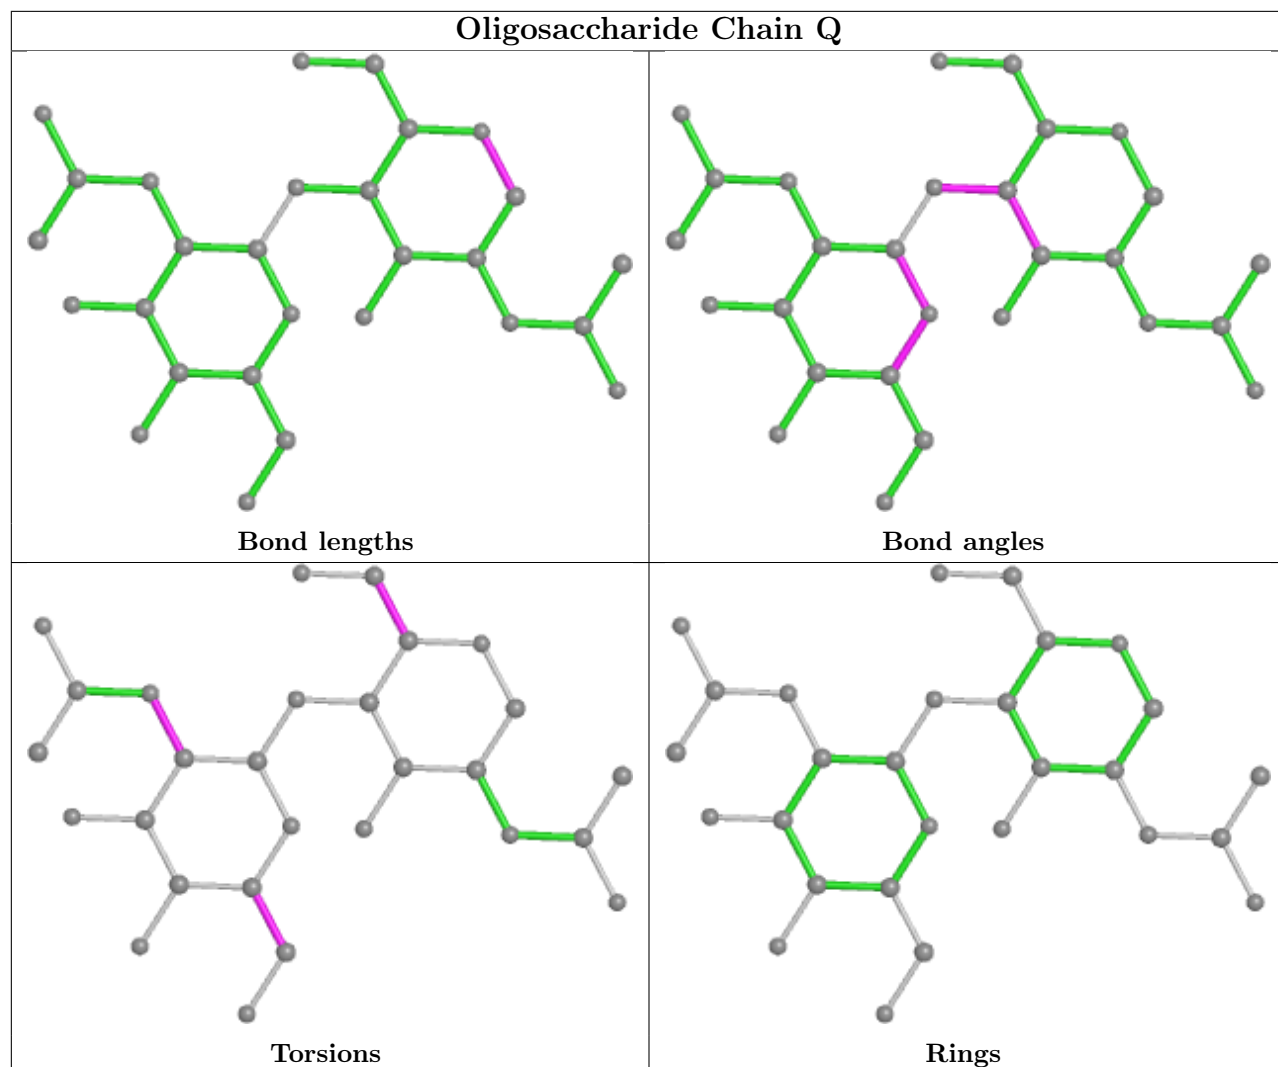 Oligosaccharide Chain Q
Bond lengths
Bond angles
Torsions
Rings